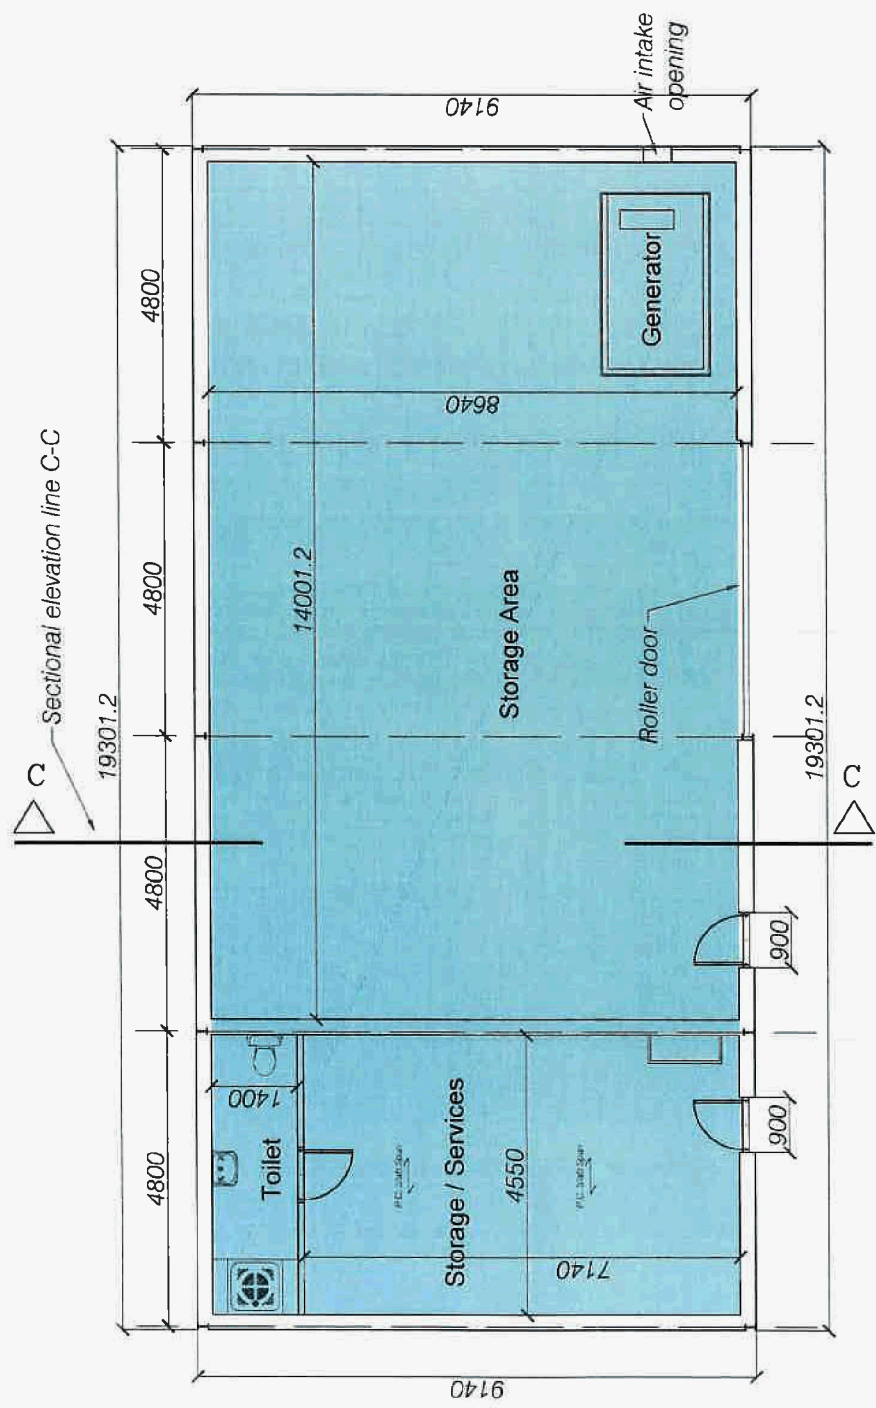 Sectional elevation line C-C
C
19301.2
4800
4800
4800
4800
9140
Air intake
opening
14001.2
8640
Generator
Storage Area
Roller door
1400
Toilet
Storage / Services
4550
7140
900
900
19301.2
C
9140